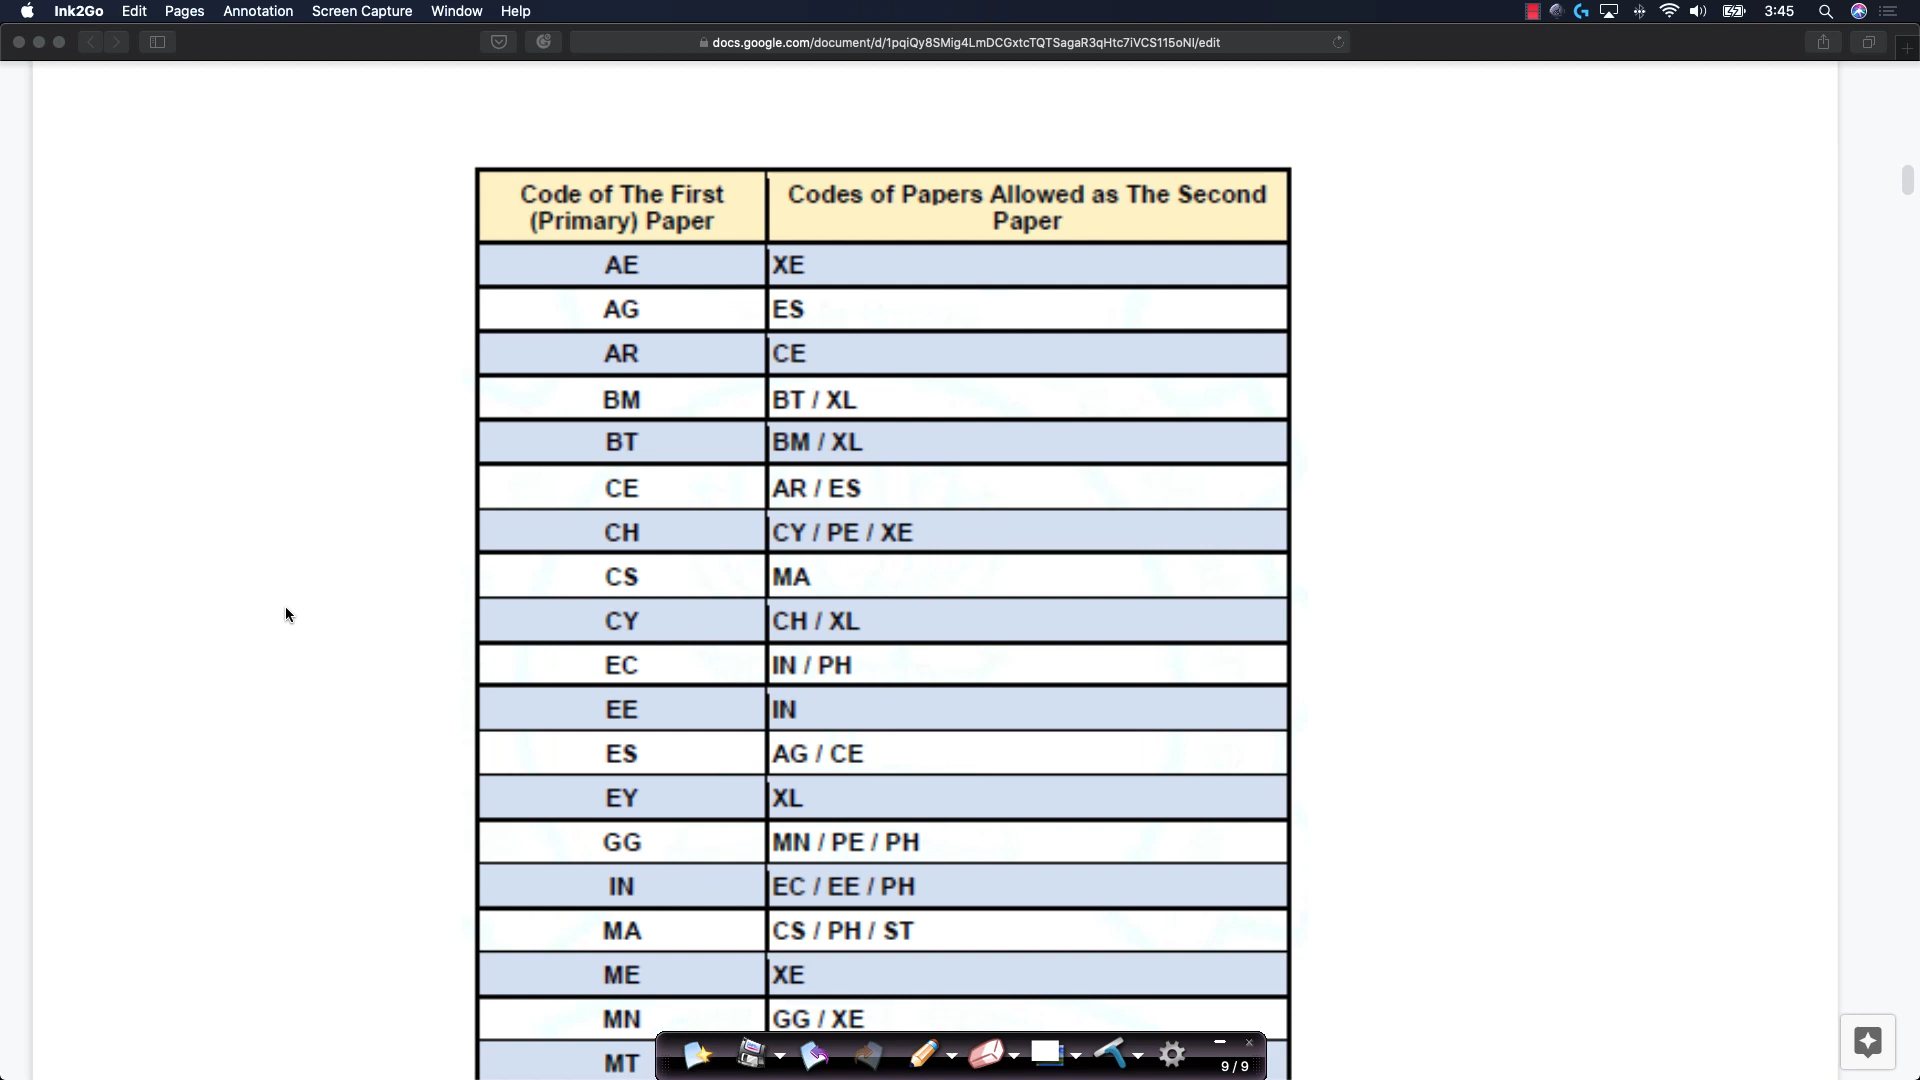 Ink2Go Edit Pages Annotation Screen Capture Window Help 3:45
docs.google.com/document/d/1pqiQy8SMig4LmDCGxtcTQTSagaR3qHtc7iVCS115oNI/edit
Code of The First (Primary) Paper
Codes of Papers Allowed as The Second Paper
AE XE
AG ES
AR CE
BM BT / XL
BT BM / XL
CE AR / ES
CH CY / PE / XE
CS MA
CY CH / XL
EC IN / PH
EE IN
ES AG / CE
EY XL
GG MN / PE / PH
IN EC / EE / PH
MA CS / PH / ST
ME XE
MN GG / XE
MT
9 / 9